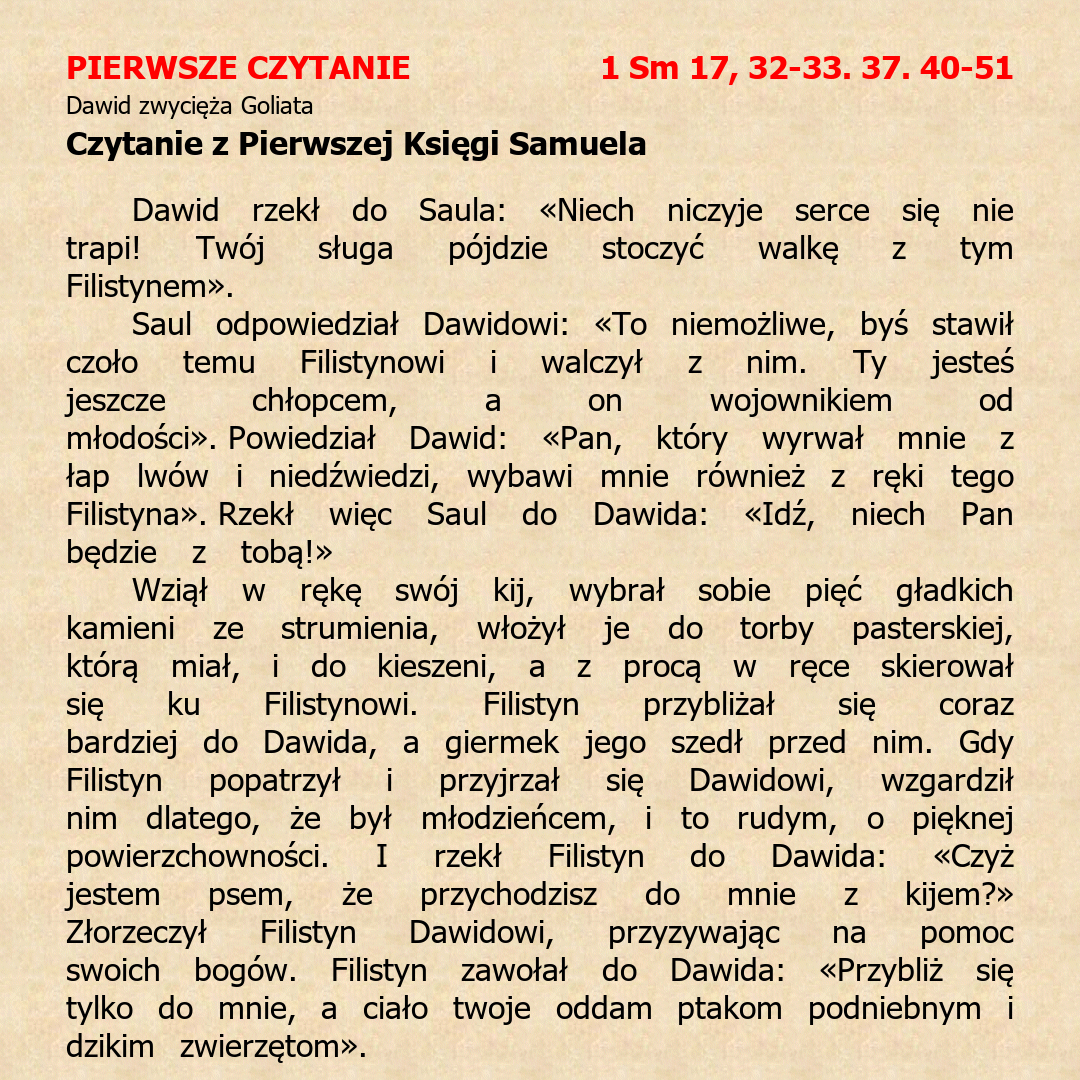 PIERWSZE CZYTANIE 1 Sm 17, 32-33. 37. 40-51
Dawid zwycięża Goliata
Czytanie z Pierwszej Księgi Samuela
Dawid rzekł do Saula: «Niech niczyje serce się nie
trapi! Twój sługa pójdzie stoczyć walkę z tym
Filistynem».
Saul odpowiedział Dawidowi: «To niemożliwe, byś stawił
czoło temu Filistynowi i walczył z nim. Ty jesteś
jeszcze chłopcem, a on wojownikiem od
młodości». Powiedział Dawid: «Pan, który wyrwał mnie z
łap lwów i niedźwiedzi, wybawi mnie również z ręki tego
Filistyna». Rzekł więc Saul do Dawida: «Idź, niech Pan
będzie z tobą!»
Wziął w rękę swój kij, wybrał sobie pięć gładkich
kamieni ze strumienia, włożył je do torby pasterskiej,
którą miał, i do kieszeni, a z procą w ręce skierował
się ku Filistynowi. Filistyn przybliżał się coraz
bardziej do Dawida, a giermek jego szedł przed nim. Gdy
Filistyn popatrzył i przyjrzał się Dawidowi, wzgardził
nim dlatego, że był młodzieńcem, i to rudym, o pięknej
powierzchowności. I rzekł Filistyn do Dawida: «Czyż
jestem psem, że przychodzisz do mnie z kijem?»
Złorzeczył Filistyn Dawidowi, przyzywając na pomoc
swoich bogów. Filistyn zawołał do Dawida: «Przybliż się
tylko do mnie, a ciało twoje oddam ptakom podniebnym i
dzikim zwierzętom».